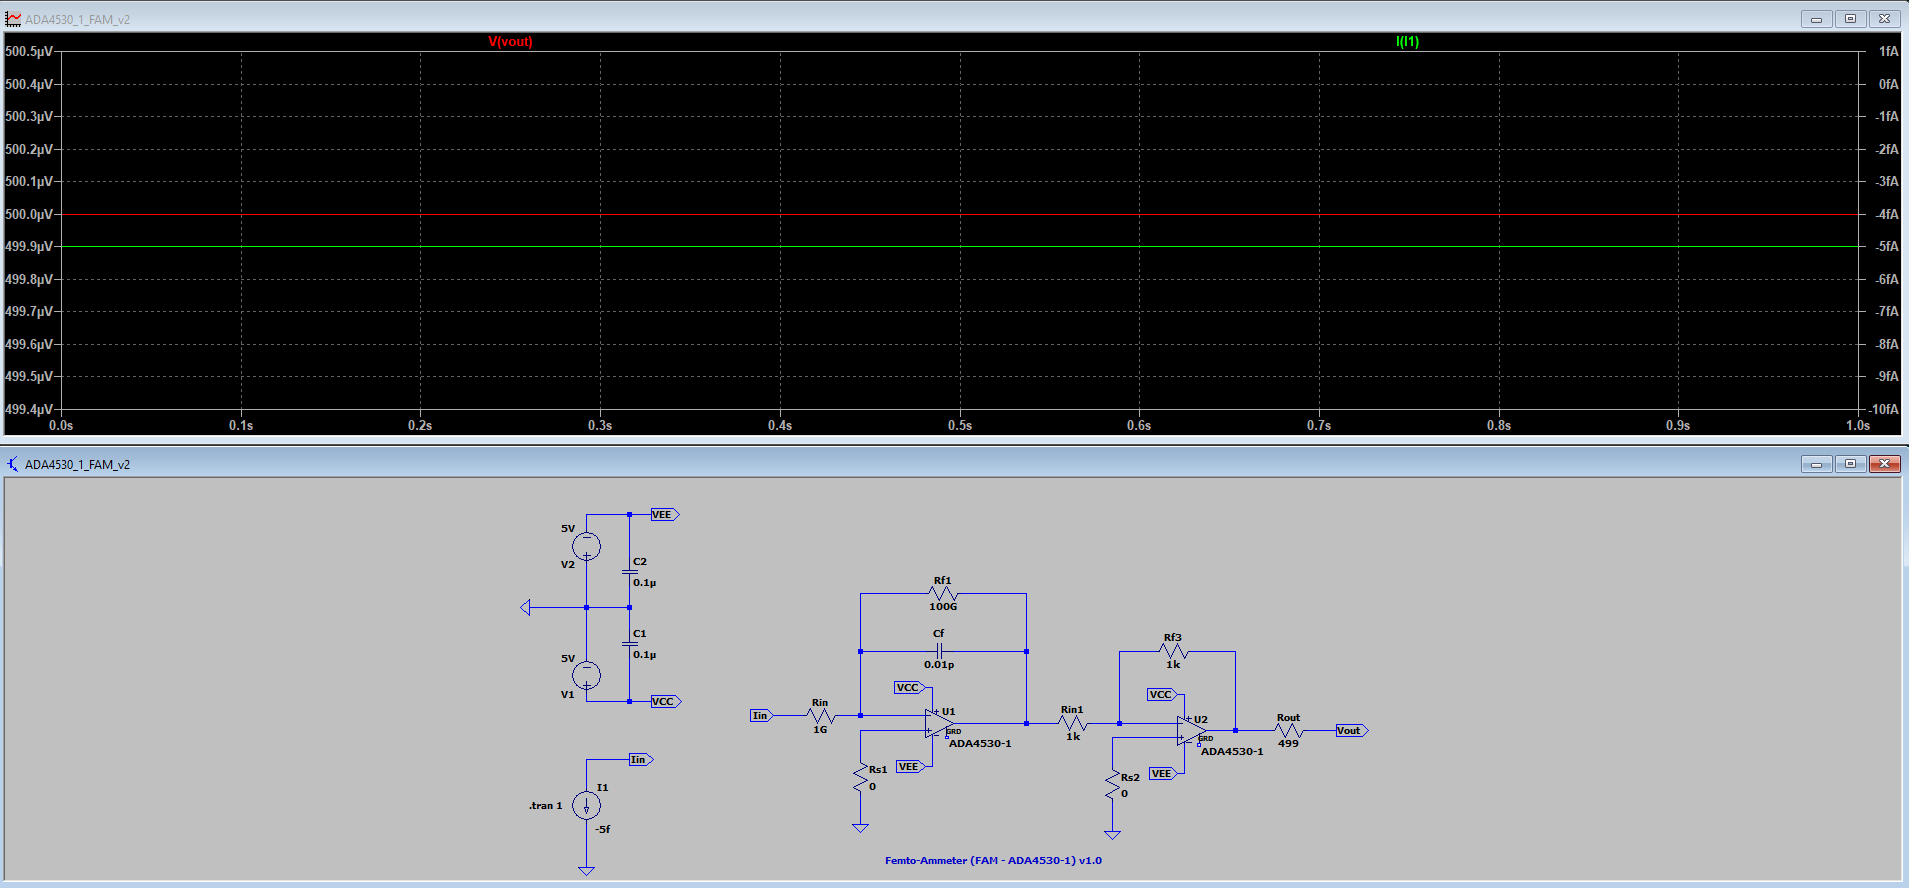 ADA4530_1_FAM_v2
V(vout) I(I1)
500.5µV 1fA
500.4µV 0fA
500.3µV -1fA
500.2µV -2fA
500.1µV -3fA
500.0µV -4fA
499.9µV -5fA
499.8µV -6fA
499.7µV -7fA
499.6µV -8fA
499.5µV -9fA
499.4µV -10fA
0.0s 0.1s 0.2s 0.3s 0.4s 0.5s 0.6s 0.7s 0.8s 0.9s 1.0s
ADA4530_1_FAM_v2
VEE
5V
V2
C2
0.1µ
C1
0.1µ
5V
V1
VCC
Iin
I1
.tran 1
-5f
Rf1
100G
Cf
0.01p
VCC
Iin
Rin
1G
U1
GRD
ADA4530-1
VEE
Rs1
0
Rin1
1k
Rf3
1k
VCC
U2
GRD
ADA4530-1
VEE
Rs2
0
Rout
499
Vout
Femto-Ammeter (FAM - ADA4530-1) v1.0